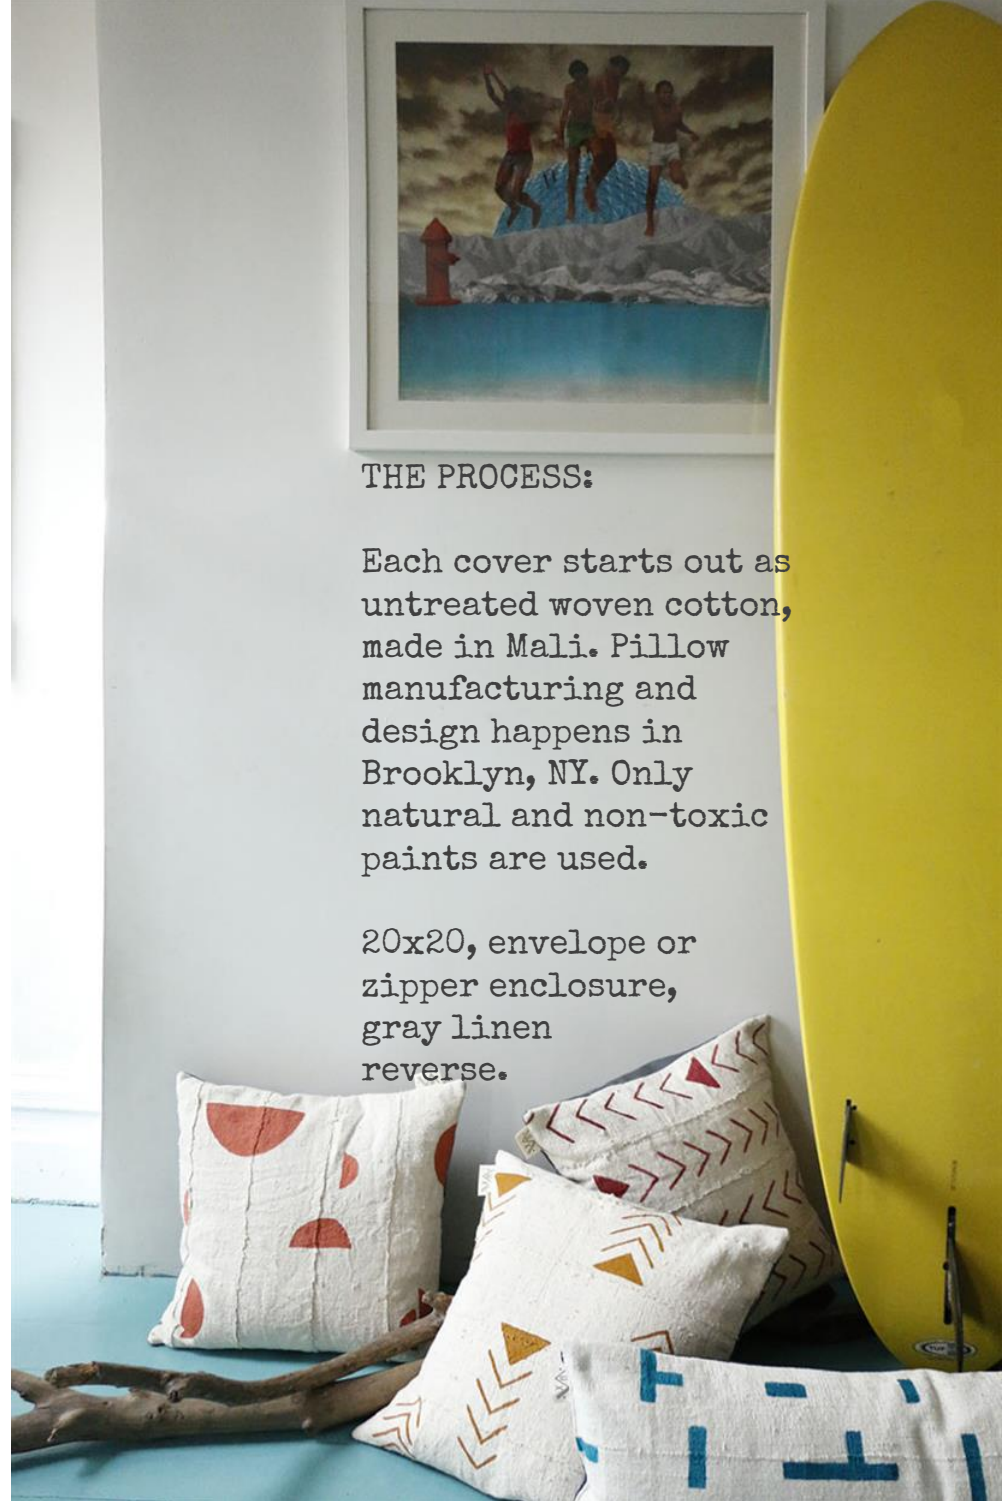 THE PROCESS:
Each cover starts out as
untreated woven cotton,
made in Mali. Pillow
manufacturing and
design happens in
Brooklyn, NY. Only
natural and non-toxic
paints are used.
20x20, envelope or
zipper enclosure,
gray linen
reverse.